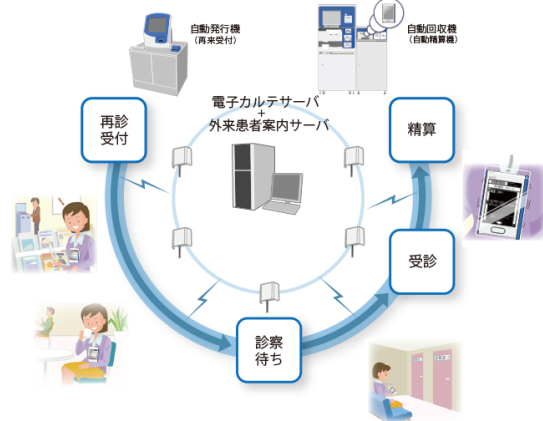 自動発行機
（再来受付）
自動回収機
（自動精算機）
電子カルテサーバ
+
外来患者案内サーバ
再診
受付
精算
受診
診察
待ち